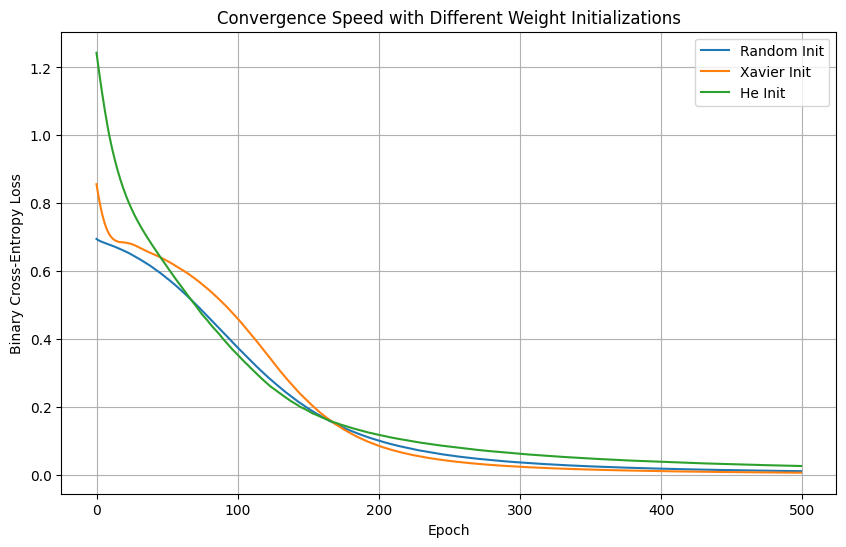 Convergence Speed with Different Weight Initializations
Random Init
Xavier Init
He Init
1.2
1.0
0.8
0.6
0.4
0.2
0.0
Binary Cross-Entropy Loss
0 100 200 300 400 500
Epoch